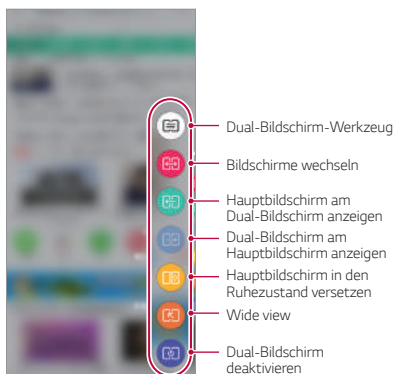 Dual-Bildschirm-Werkzeug
Bildschirme wechseln
Hauptbildschirm am
Dual-Bildschirm anzeigen
Dual-Bildschirm am
Hauptbildschirm anzeigen
Hauptbildschirm in den
Ruhezustand versetzen
Wide view
Dual-Bildschirm
deaktivieren